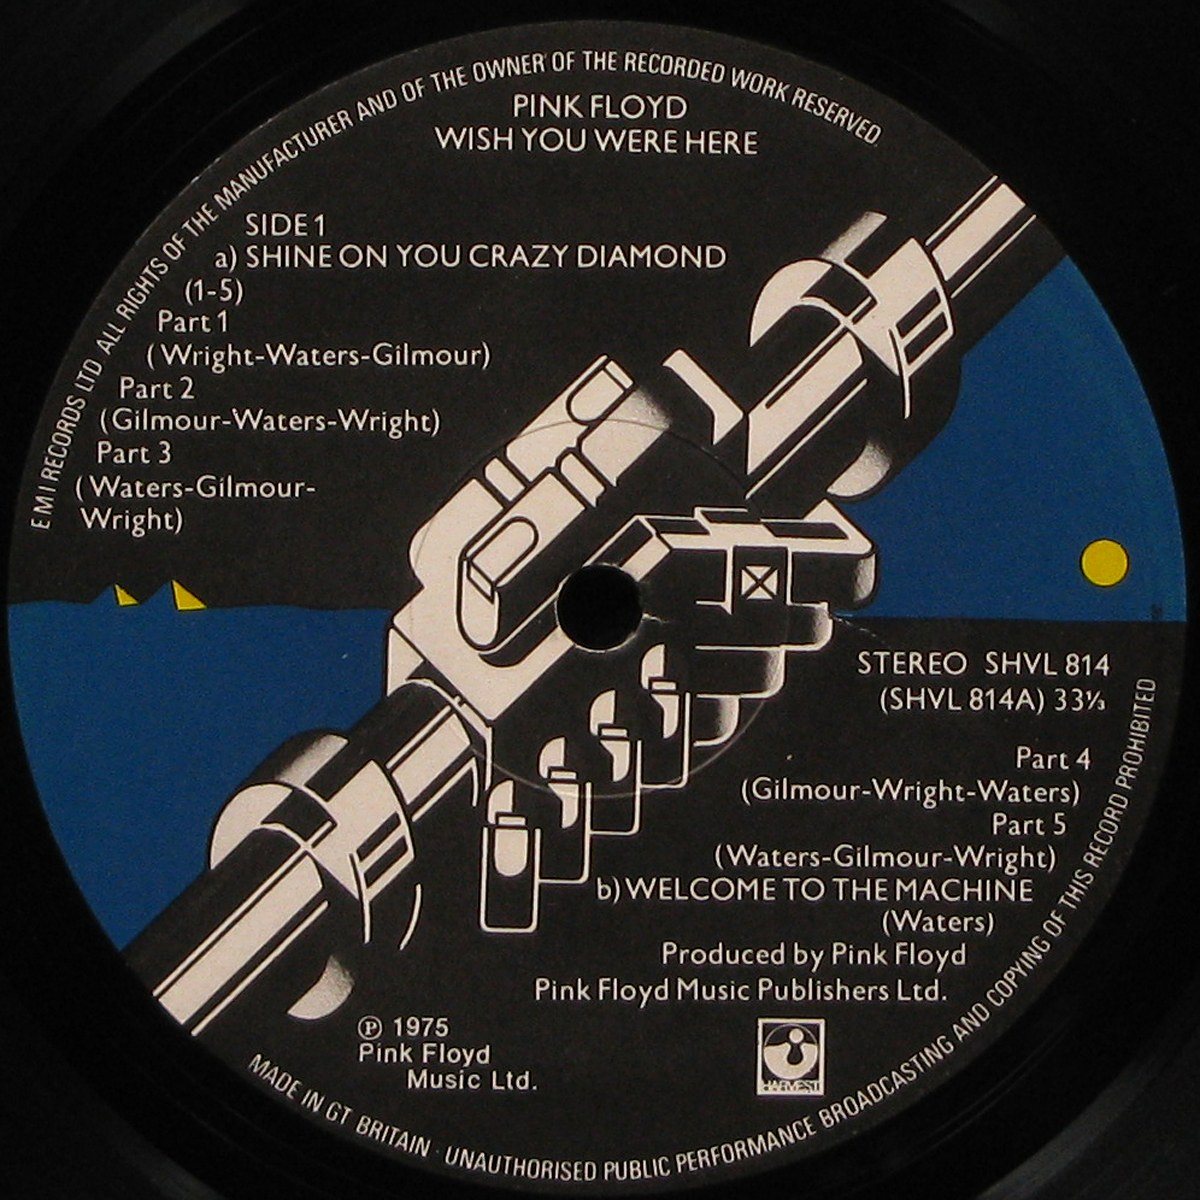 E M I RECORDS LTD ALL RIGHTS OF THE MANUFACTURER AND OF THE OWNER OF THE RECORDED WORK RESERVED
PINK FLOYD
WISH YOU WERE HERE
SIDE 1
a) SHINE ON YOU CRAZY DIAMOND
(1-5)
Part 1
( Wright-Waters-Gilmour)
Part 2
(Gilmour-Waters-Wright)
Part 3
( Waters-Gilmour-
Wright)
STEREO SHVL 814
(SHVL 814A) 33⅓
Part 4
(Gilmour-Wright-Waters)
Part 5
(Waters-Gilmour-Wright)
b) WELCOME TO THE MACHINE
(Waters)
Produced by Pink Floyd
Pink Floyd Music Publishers Ltd.
℗ 1975
Pink Floyd
Music Ltd.
HARVEST
MADE IN GT BRITAIN · UNAUTHORISED PUBLIC PERFORMANCE BROADCASTING AND COPYING OF THIS RECORD PROHIBITED